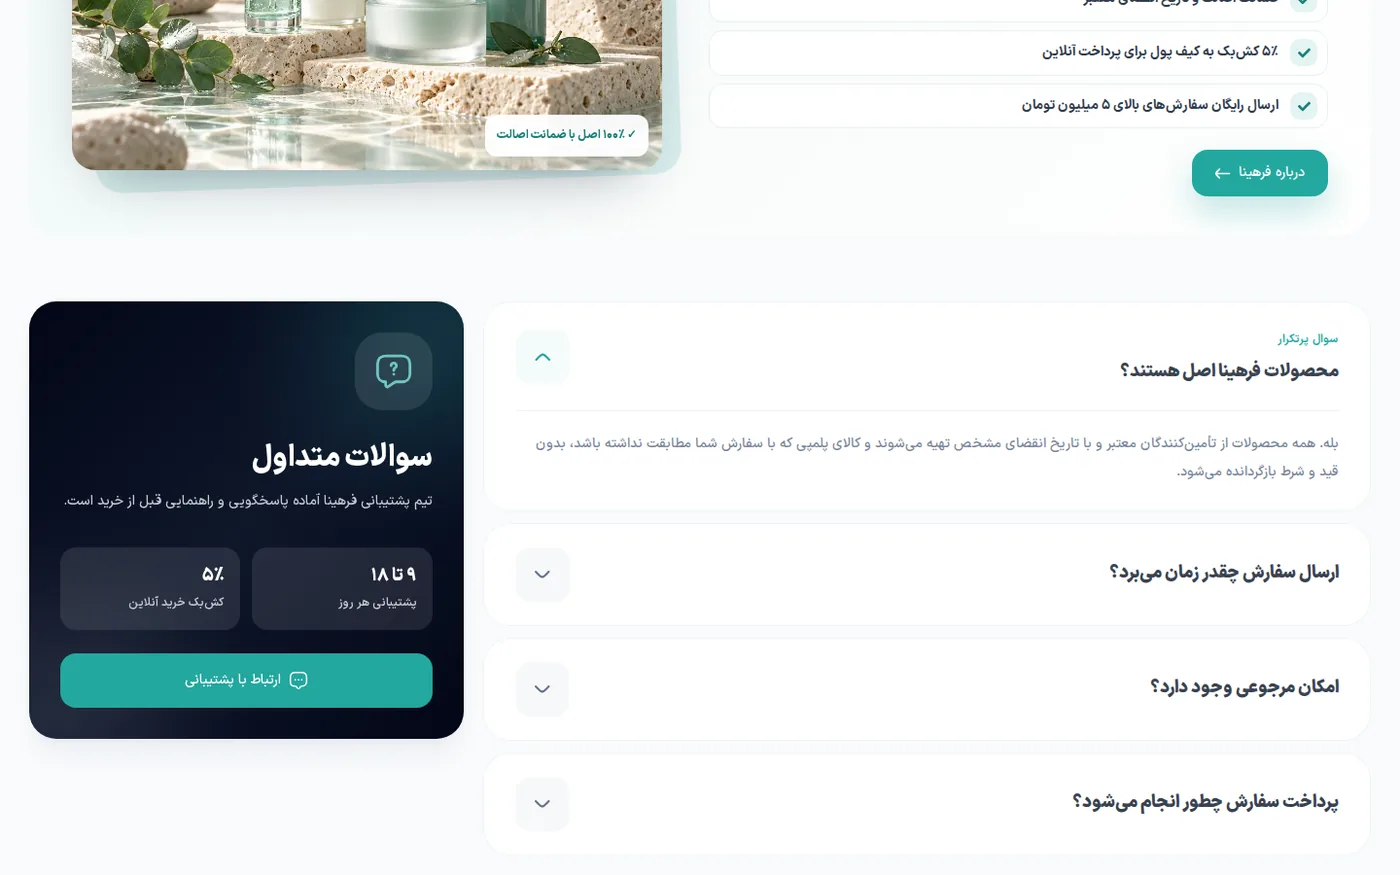 ۵٪ کش‌بک به کیف پول برای پرداخت آنلاین
ارسال رایگان سفارش‌های بالای ۵ میلیون تومان
درباره فرهینا
✓ ۱۰۰٪ اصل با ضمانت اصالت
سوال پرتکرار
محصولات فرهینا اصل هستند؟
بله. همه محصولات از تأمین‌کنندگان معتبر و با تاریخ انقضای مشخص تهیه می‌شوند و کالای پلمپی که با سفارش شما مطابقت نداشته باشد، بدون
قید و شرط بازگردانده می‌شود.
ارسال سفارش چقدر زمان می‌برد؟
امکان مرجوعی وجود دارد؟
پرداخت سفارش چطور انجام می‌شود؟
سوالات متداول
تیم پشتیبانی فرهینا آماده پاسخگویی و راهنمایی قبل از خرید است.
۹ تا ۱۸
پشتیبانی هر روز
۵٪
کش‌بک خرید آنلاین
ارتباط با پشتیبانی